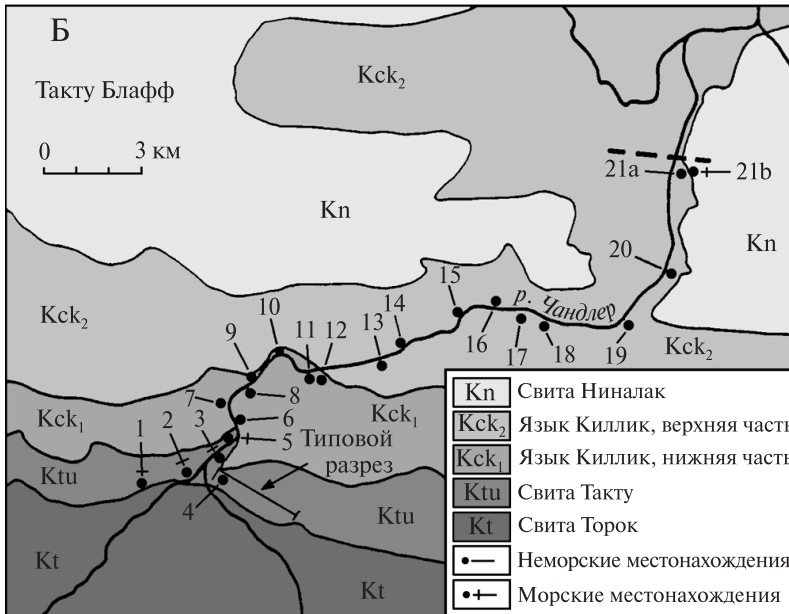 Б
Kck₂
Такту Блафф
0 3 км
21a 21b
Kn
Kn
20
15
р. Чандлер
14
10
13
Kck₂
9 11 12
16
17 18 19
Kck₂
7 8
Kck₁
6
Kck₁
1 2 3
5
Типовой
разрез
Ktu
4
Ktu
Kt
Kt
Kn Свита Ниналак
Kck₂ Язык Киллик, верхняя часть
Kck₁ Язык Киллик, нижняя часть
Ktu Свита Такту
Kt Свита Торок
Неморские местонахождения
Морские местонахождения